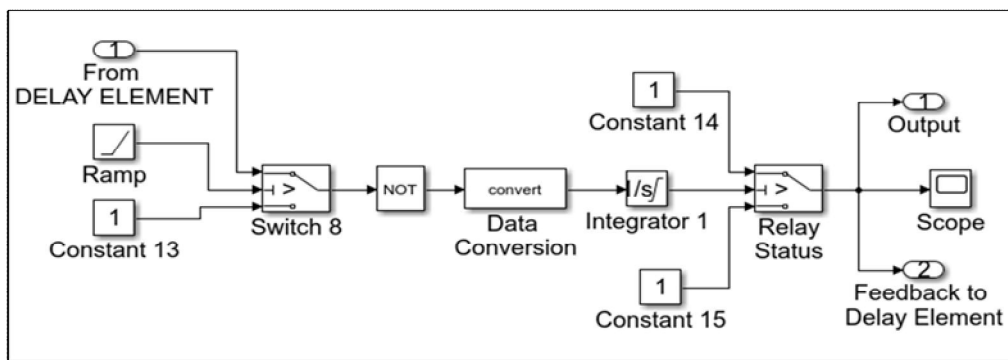 1
From
DELAY ELEMENT
Ramp
1
Constant 13
>
Switch 8
NOT
convert
Data
Conversion
1/s
Integrator 1
1
Constant 14
1
Constant 15
>
Relay
Status
1
Output
Scope
2
Feedback to
Delay Element